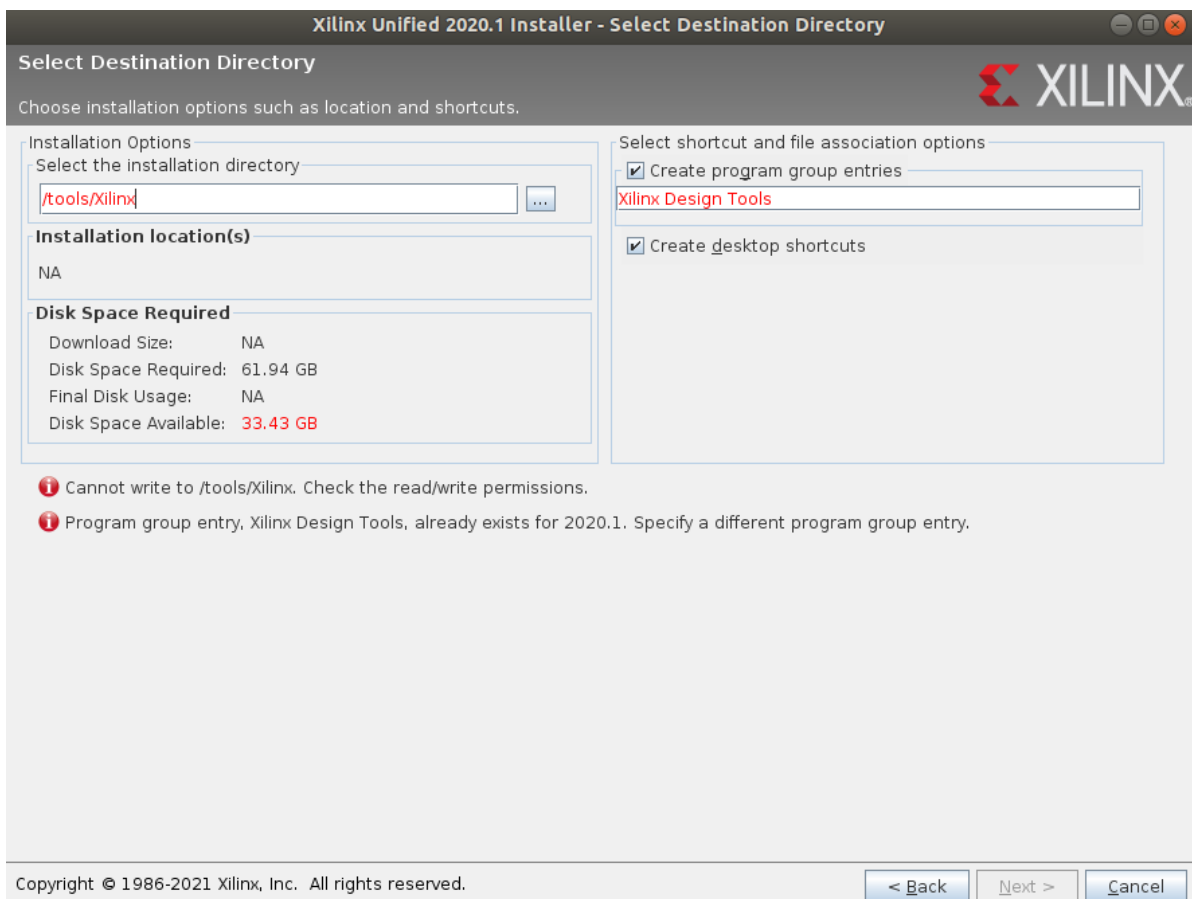 Xilinx Unified 2020.1 Installer - Select Destination Directory
Select Destination Directory
Choose installation options such as location and shortcuts.
XILINX®
Installation Options
Select the installation directory
/tools/Xilinx
...
Installation location(s)
NA
Disk Space Required
Download Size: NA
Disk Space Required: 61.94 GB
Final Disk Usage: NA
Disk Space Available: 33.43 GB
Select shortcut and file association options
Create program group entries
Xilinx Design Tools
Create desktop shortcuts
Cannot write to /tools/Xilinx. Check the read/write permissions.
Program group entry, Xilinx Design Tools, already exists for 2020.1. Specify a different program group entry.
Copyright © 1986-2021 Xilinx, Inc. All rights reserved.
< Back
Next >
Cancel